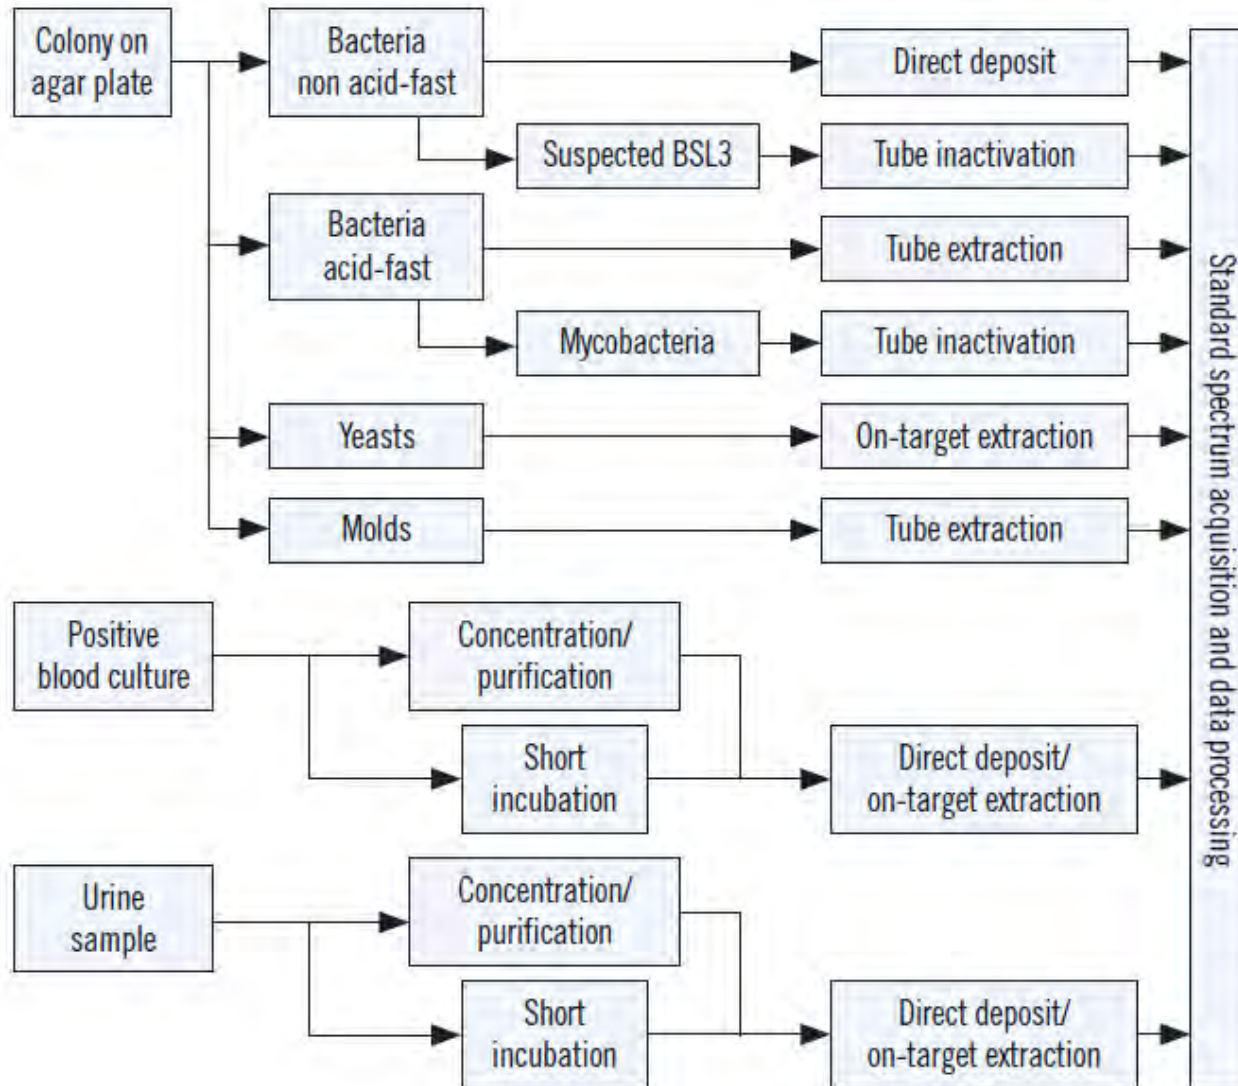 Colony on
agar plate
Bacteria
non acid-fast
Direct deposit
Suspected BSL3
Tube inactivation
Bacteria
acid-fast
Tube extraction
Mycobacteria
Tube inactivation
Yeasts
On-target extraction
Molds
Tube extraction
Positive
blood culture
Concentration/
purification
Short
incubation
Direct deposit/
on-target extraction
Urine
sample
Concentration/
purification
Short
incubation
Direct deposit/
on-target extraction
Standard spectrum acquisition and data processing